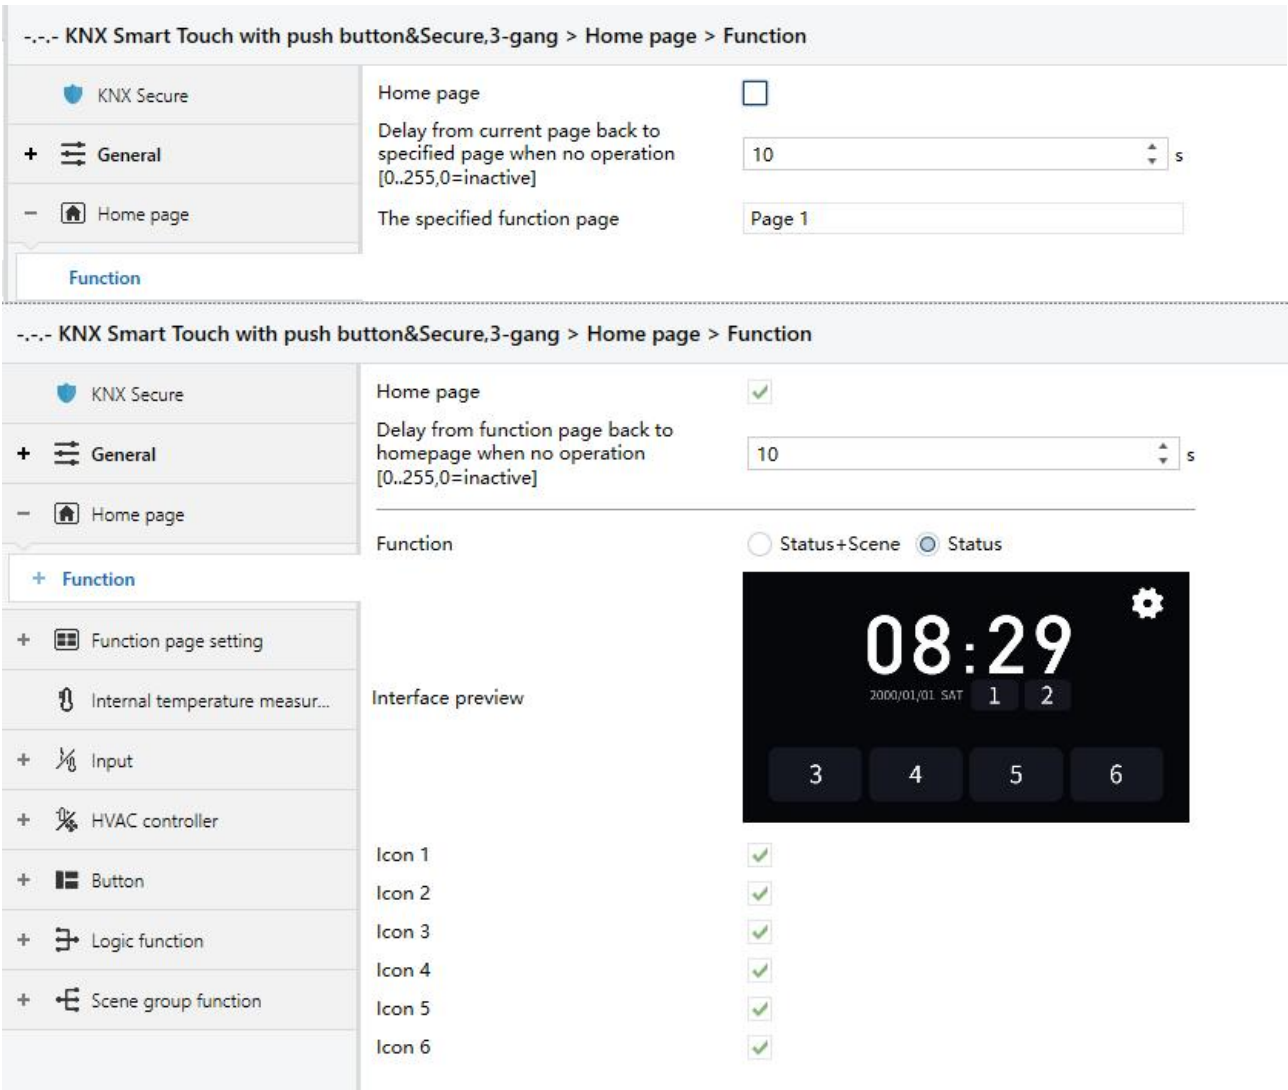 -.-.- KNX Smart Touch with push button&Secure,3-gang > Home page > Function
KNX Secure
Home page
Delay from current page back to
specified page when no operation
[0..255,0=inactive]
10
s
+ General
- Home page
The specified function page
Page 1
Function
-.-.- KNX Smart Touch with push button&Secure,3-gang > Home page > Function
KNX Secure
Home page
Delay from function page back to
homepage when no operation
[0..255,0=inactive]
10
s
+ General
- Home page
Function
Status+Scene
Status
+ Function
+ Function page setting
Internal temperature measur...
+ Input
+ HVAC controller
+ Button
+ Logic function
+ Scene group function
Interface preview
08:29
2000/01/01 SAT
1
2
3
4
5
6
Icon 1
Icon 2
Icon 3
Icon 4
Icon 5
Icon 6